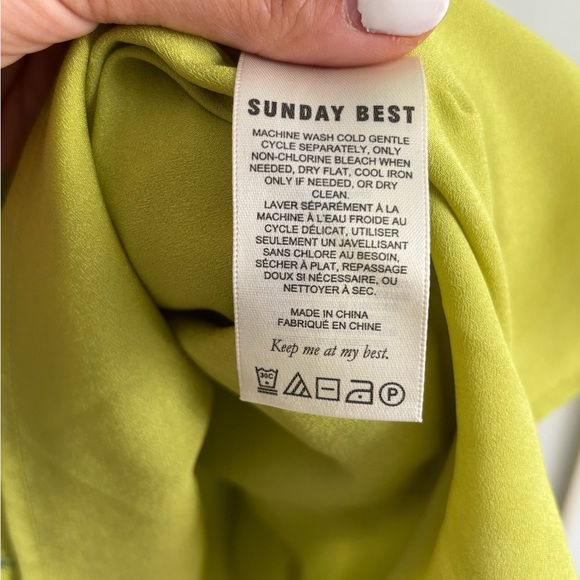 SUNDAY BEST
MACHINE WASH COLD GENTLE
CYCLE SEPARATELY, ONLY
NON-CHLORINE BLEACH WHEN
NEEDED, DRY FLAT, COOL IRON
ONLY IF NEEDED, OR DRY
CLEAN.
LAVER SÉPARÉMENT À LA
MACHINE À L'EAU FROIDE AU
CYCLE DÉLICAT, UTILISER
SEULEMENT UN JAVELLISANT
SANS CHLORE AU BESOIN,
SÉCHER À PLAT, REPASSAGE
DOUX SI NÉCESSAIRE, OU
NETTOYER À SEC.
MADE IN CHINA
FABRIQUÉ EN CHINE
Keep me at my best.
30C P